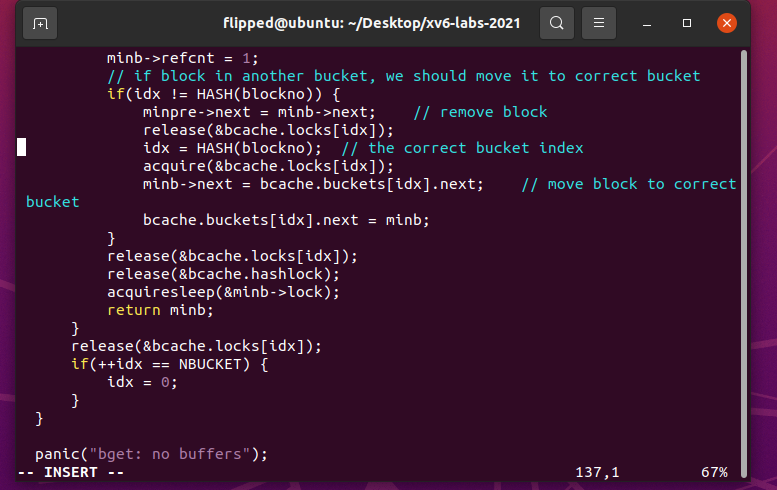 flipped@ubuntu: ~/Desktop/xv6-labs-2021
minb->refcnt = 1;
// if block in another bucket, we should move it to correct bucket
if(idx != HASH(blockno)) {
minpre->next = minb->next;    // remove block
release(&bcache.locks[idx]);
idx = HASH(blockno);  // the correct bucket index
acquire(&bcache.locks[idx]);
minb->next = bcache.buckets[idx].next;    // move block to correct
bucket
bcache.buckets[idx].next = minb;
}
release(&bcache.locks[idx]);
release(&bcache.hashlock);
acquiresleep(&minb->lock);
return minb;
}
release(&bcache.locks[idx]);
if(++idx == NBUCKET) {
idx = 0;
}
}
panic("bget: no buffers");
-- INSERT -- 137,1 67%